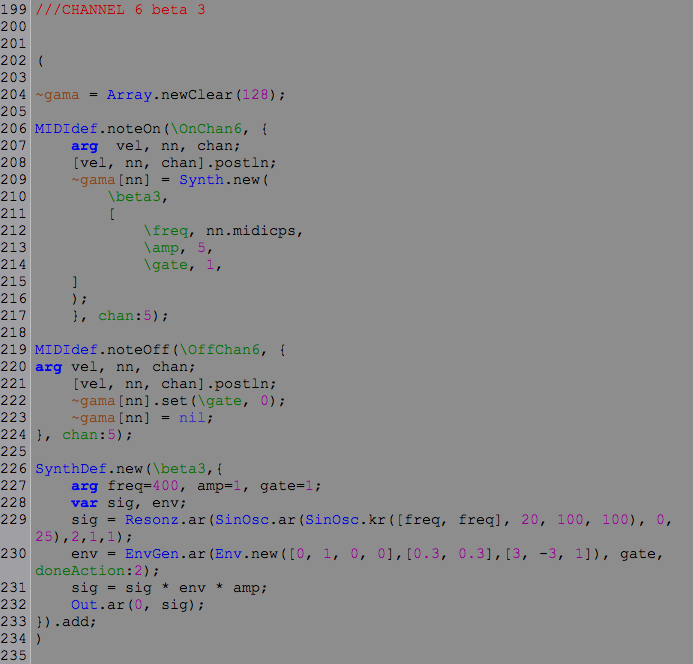 199 ///CHANNEL 6 beta 3
200
201
202 (
203
204 ~gama = Array.newClear(128);
205
206 MIDIdef.noteOn(\OnChan6, {
207     arg  vel, nn, chan;
208     [vel, nn, chan].postln;
209     ~gama[nn] = Synth.new(
210         \beta3,
211         [
212             \freq, nn.midicps,
213             \amp, 5,
214             \gate, 1,
215     ]
216     );
217     }, chan:5);
218
219 MIDIdef.noteOff(\OffChan6, {
220 arg vel, nn, chan;
221     [vel, nn, chan].postln;
222     ~gama[nn].set(\gate, 0);
223     ~gama[nn] = nil;
224 }, chan:5);
225
226 SynthDef.new(\beta3,{
227     arg freq=400, amp=1, gate=1;
228     var sig, env;
229     sig = Resonz.ar(SinOsc.ar(SinOsc.kr([freq, freq], 20, 100, 100), 0,
25),2,1,1);
230     env = EnvGen.ar(Env.new([0, 1, 0, 0],[0.3, 0.3],[3, -3, 1]), gate,
doneAction:2);
231     sig = sig * env * amp;
232     Out.ar(0, sig);
233 }).add;
234 )
235